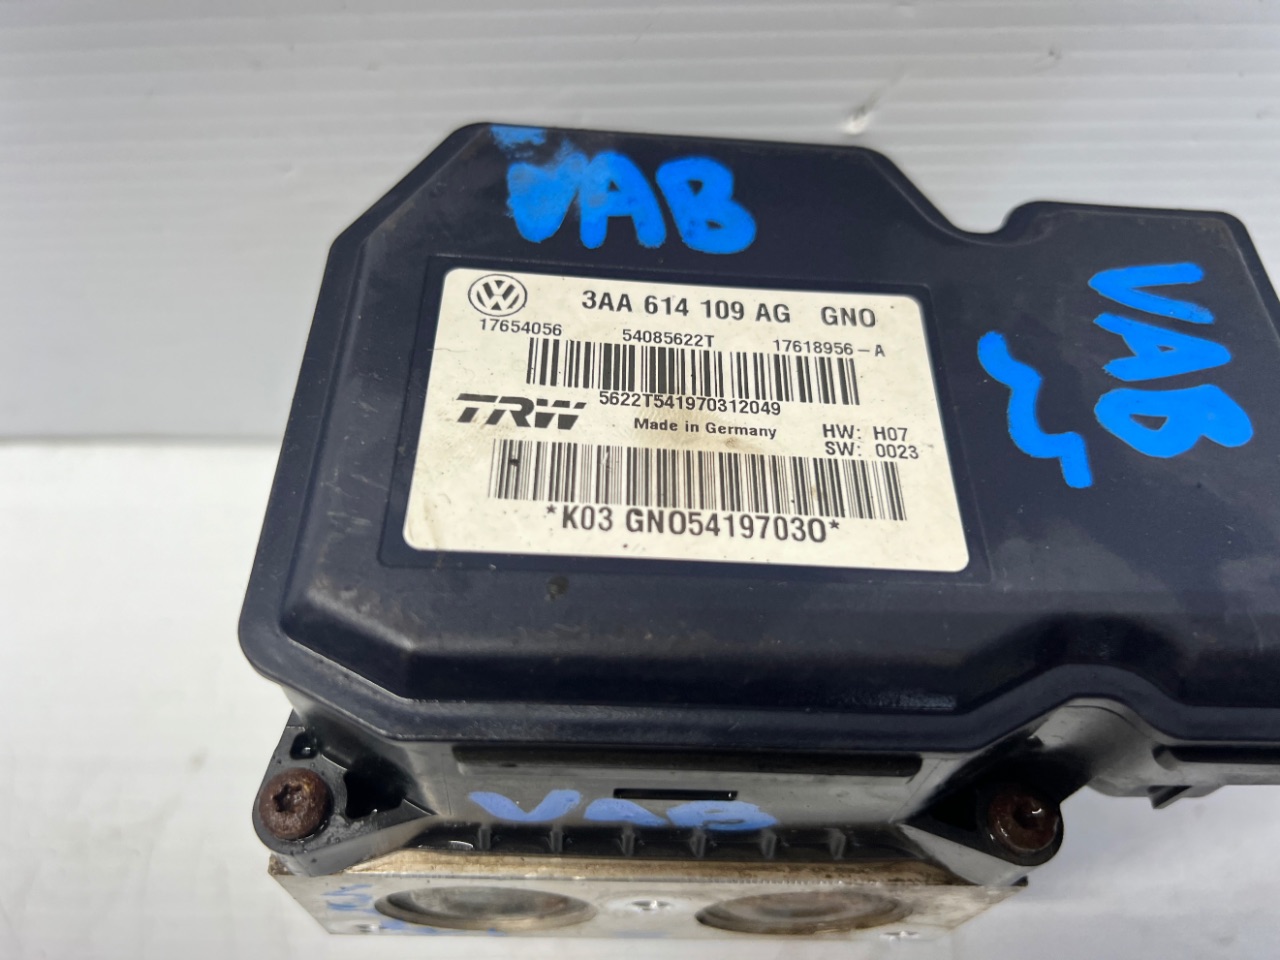 VAB
VAB
3AA 614 109 AG GNO
17654056 54085622T 17618956-A
5622T541970312049
TRW
Made in Germany
HW: H07
SW: 0023
*K03 GNO54197030*
VAB